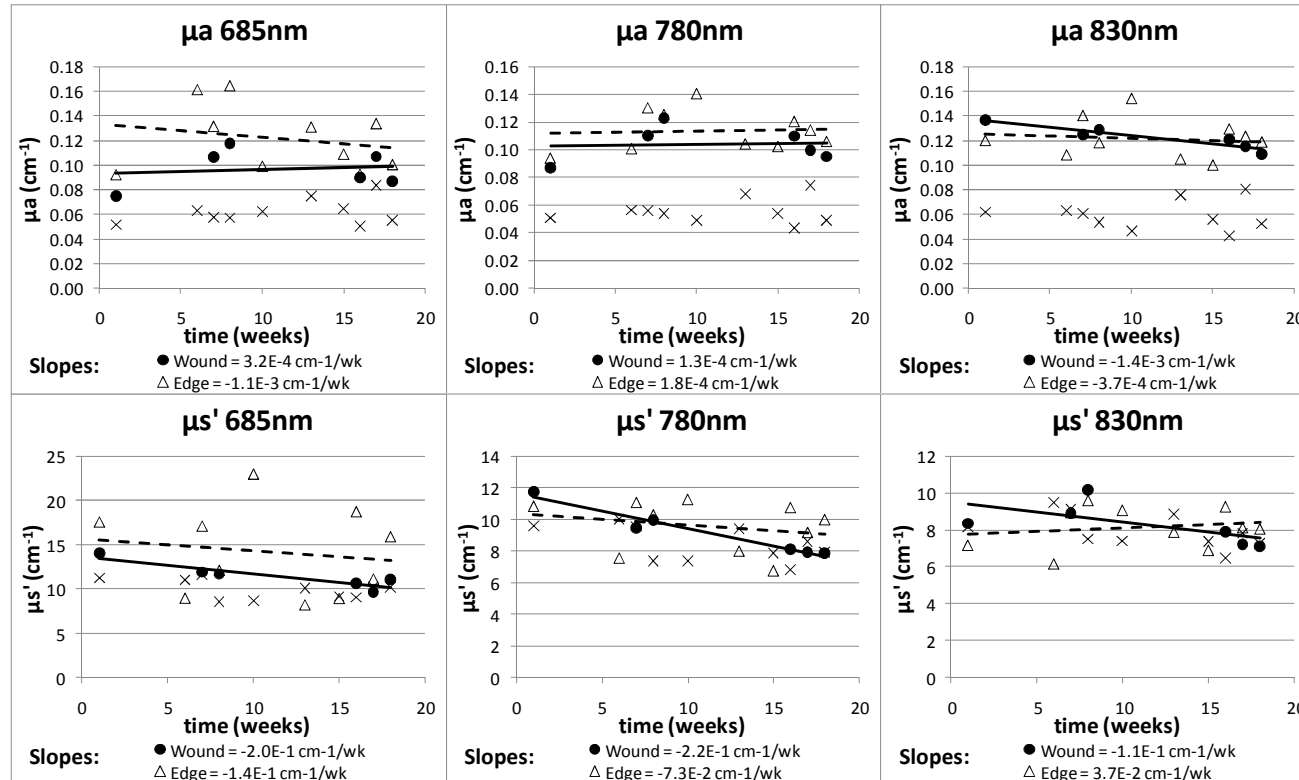 μa 685nm
μa (cm⁻¹)
0.18
0.16
0.14
0.12
0.10
0.08
0.06
0.04
0.02
0.00
0 5 10 15 20
time (weeks)
Slopes:
Wound = 3.2E-4 cm-1/wk
Edge = -1.1E-3 cm-1/wk
μa 780nm
μa (cm⁻¹)
0.16
0.14
0.12
0.10
0.08
0.06
0.04
0.02
0.00
0 5 10 15 20
time (weeks)
Slopes:
Wound = 1.3E-4 cm-1/wk
Edge = 1.8E-4 cm-1/wk
μa 830nm
μa (cm⁻¹)
0.18
0.16
0.14
0.12
0.10
0.08
0.06
0.04
0.02
0.00
0 5 10 15 20
time (weeks)
Slopes:
Wound = -1.4E-3 cm-1/wk
Edge = -3.7E-4 cm-1/wk
μs' 685nm
μs' (cm⁻¹)
25
20
15
10
5
0
0 5 10 15 20
time (weeks)
Slopes:
Wound = -2.0E-1 cm-1/wk
Edge = -1.4E-1 cm-1/wk
μs' 780nm
μs' (cm⁻¹)
14
12
10
8
6
4
2
0
0 5 10 15 20
time (weeks)
Slopes:
Wound = -2.2E-1 cm-1/wk
Edge = -7.3E-2 cm-1/wk
μs' 830nm
μs' (cm⁻¹)
12
10
8
6
4
2
0
0 5 10 15 20
time (weeks)
Slopes:
Wound = -1.1E-1 cm-1/wk
Edge = 3.7E-2 cm-1/wk